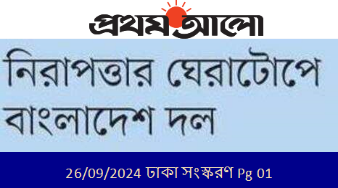 প্রথম আলো
নিরাপত্তার ঘেরাটোপে
বাংলাদেশ দল
26/09/2024 ঢাকা সংস্করণ Pg 01